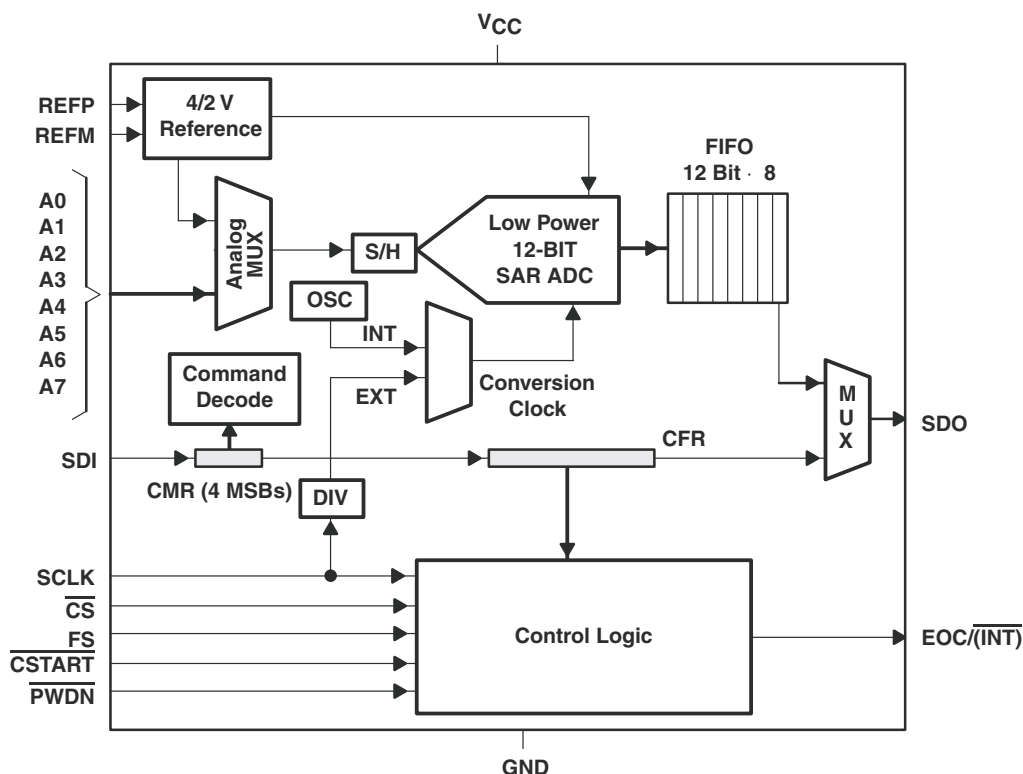 VCC
REFP
REFM
4/2 V
Reference
FIFO
12 Bit · 8
A0
A1
A2
A3
A4
A5
A6
A7
Analog
MUX
S/H
Low Power
12-BIT
SAR ADC
OSC
INT
EXT
Conversion
Clock
Command
Decode
MUX
SDO
SDI
CMR (4 MSBs)
CFR
DIV
SCLK
CS
FS
CSTART
PWDN
Control Logic
EOC/(INT)
GND